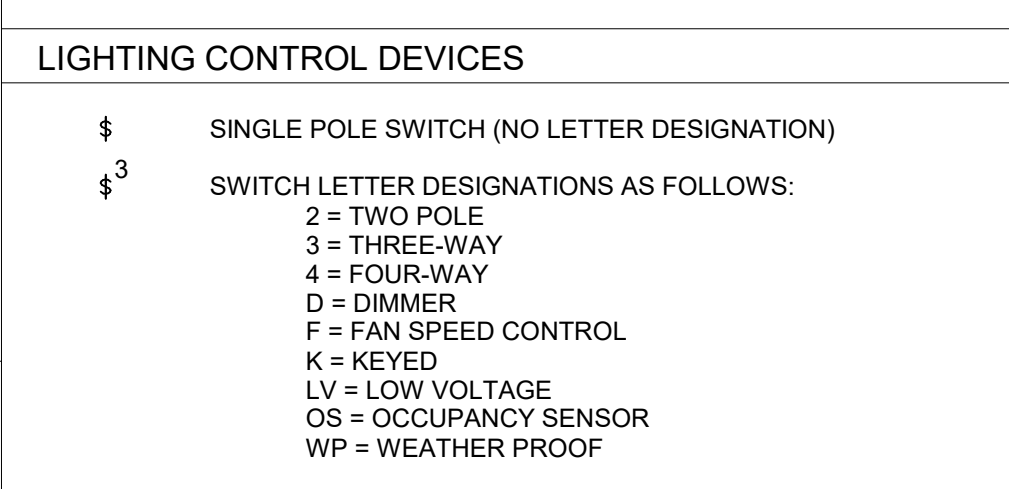 LIGHTING CONTROL DEVICES
$ SINGLE POLE SWITCH (NO LETTER DESIGNATION)
$3 SWITCH LETTER DESIGNATIONS AS FOLLOWS:
2 = TWO POLE
3 = THREE-WAY
4 = FOUR-WAY
D = DIMMER
F = FAN SPEED CONTROL
K = KEYED
LV = LOW VOLTAGE
OS = OCCUPANCY SENSOR
WP = WEATHER PROOF